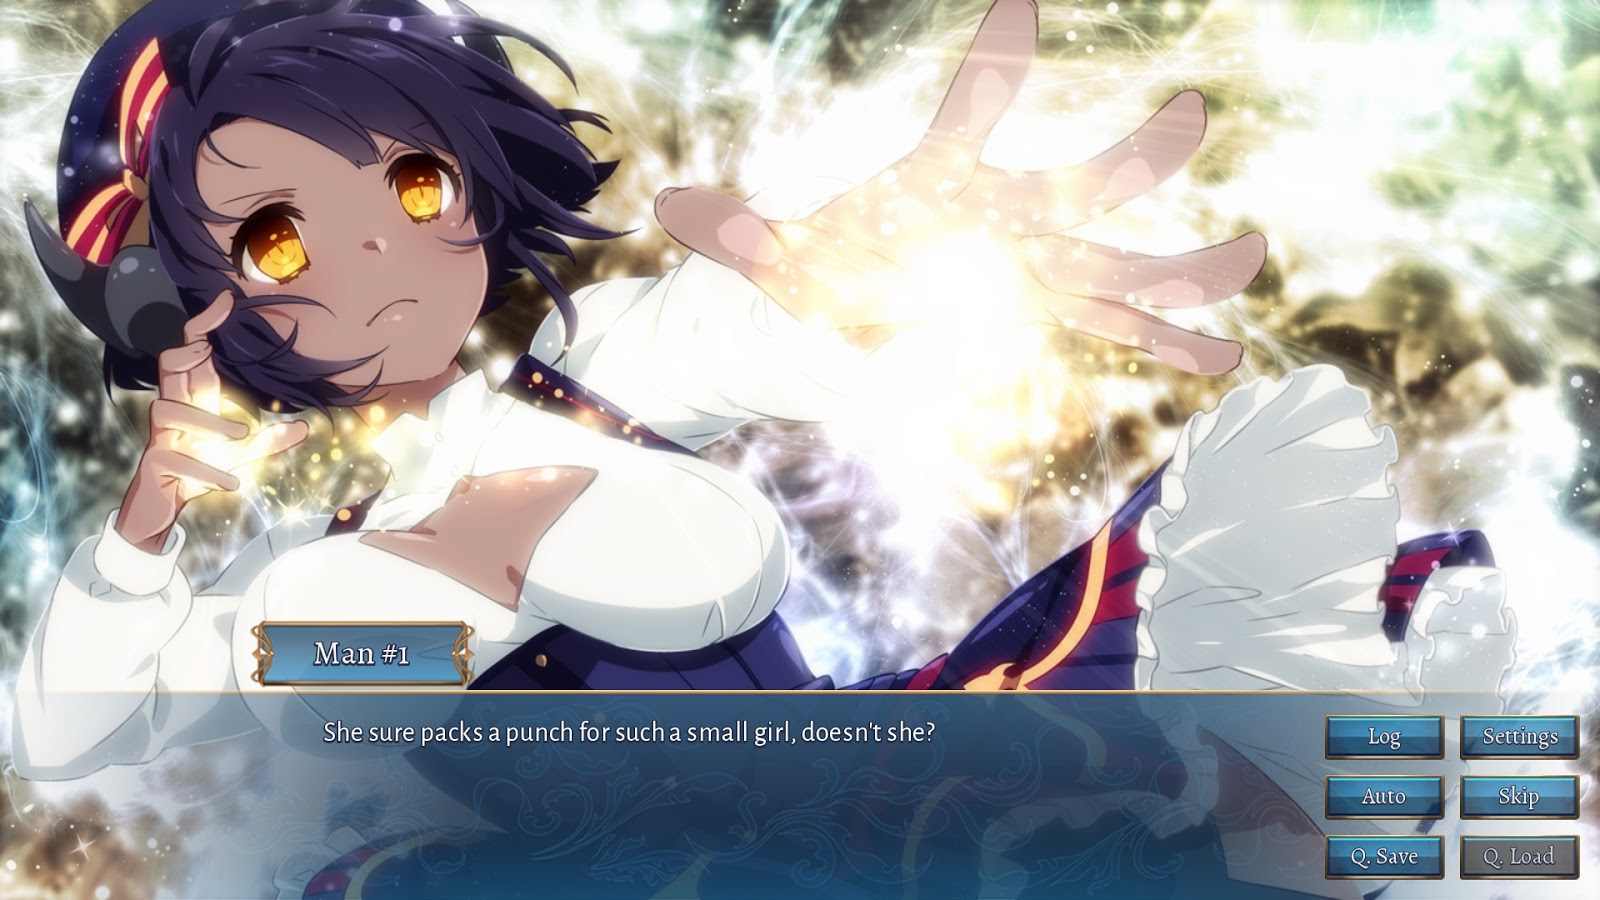 Man #1
She sure packs a punch for such a small girl, doesn't she?
Log
Settings
Auto
Skip
Q. Save
Q. Load